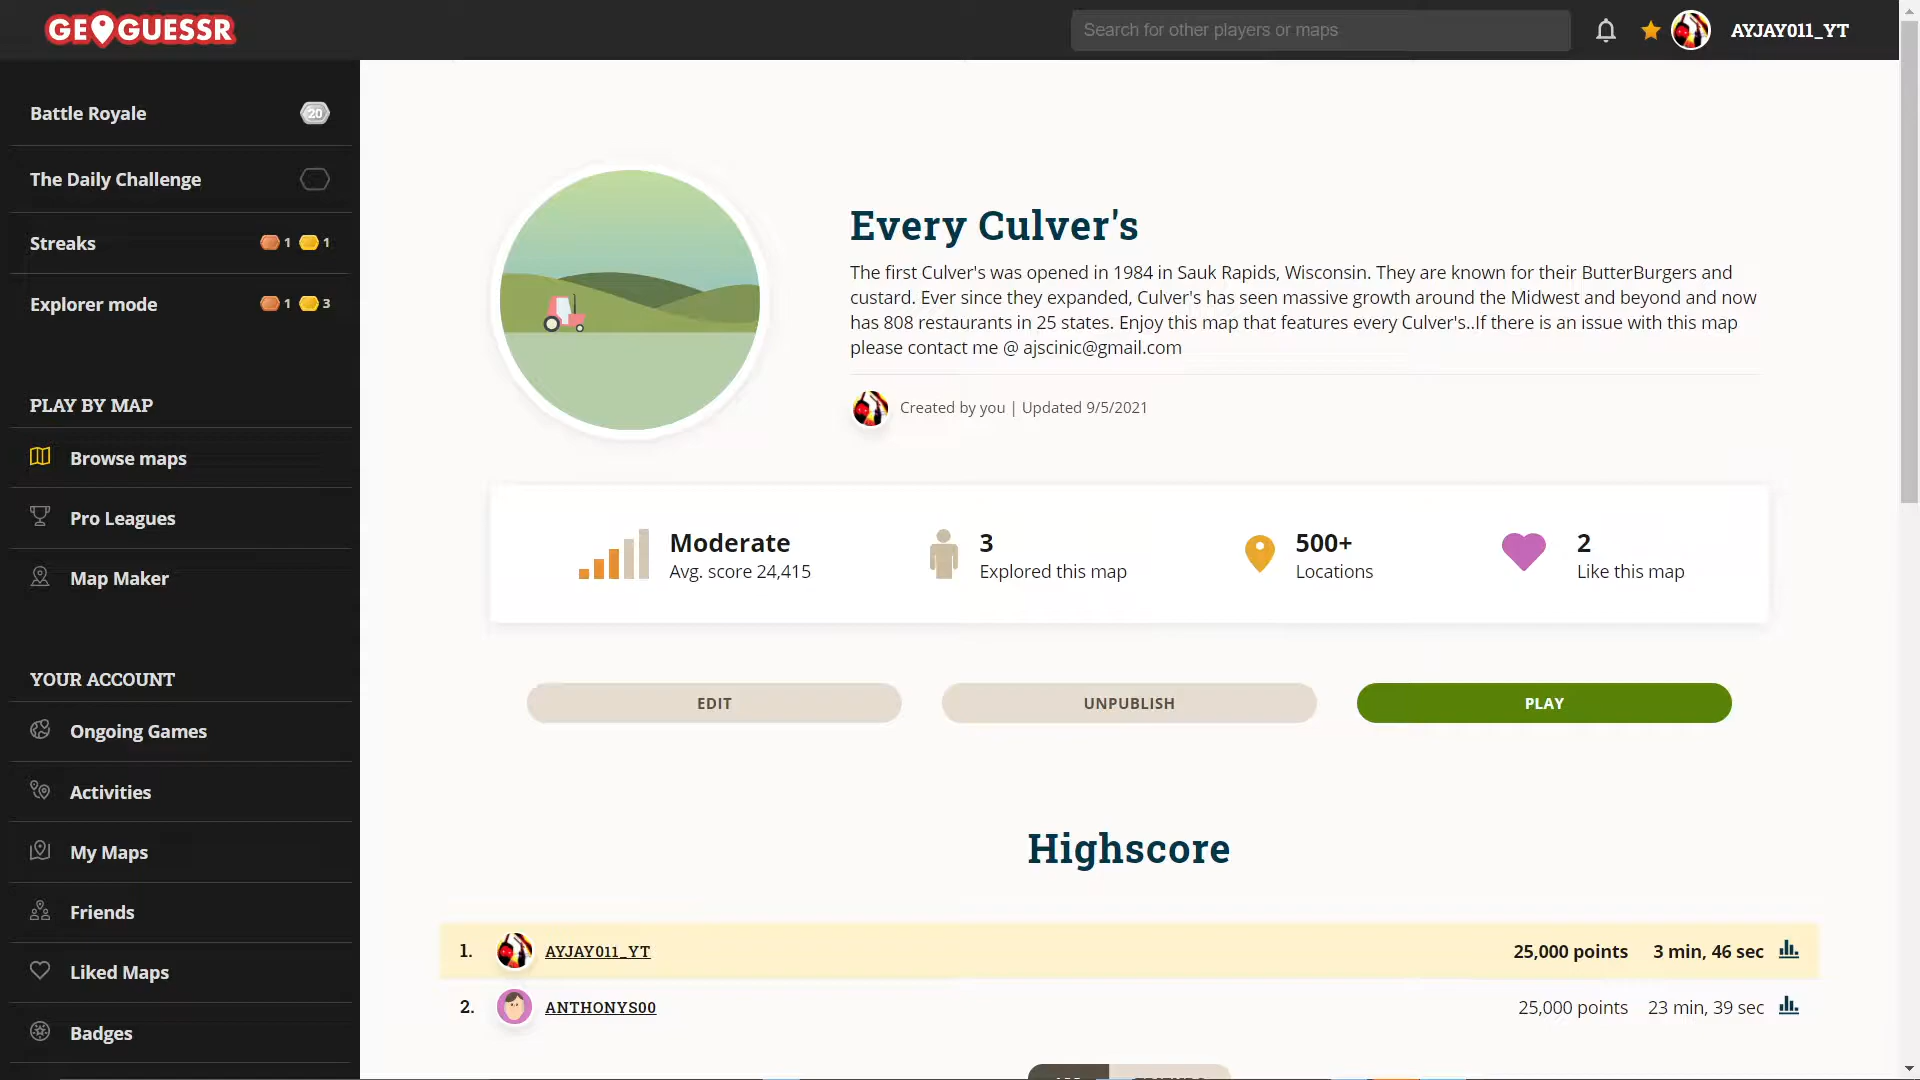 GEOGUESSR
Search for other players or maps
AYJAY011_YT
Battle Royale
20
The Daily Challenge
Streaks 1 1
Explorer mode 1 3
PLAY BY MAP
Browse maps
Pro Leagues
Map Maker
YOUR ACCOUNT
Ongoing Games
Activities
My Maps
Friends
Liked Maps
Badges
Every Culver's
The first Culver's was opened in 1984 in Sauk Rapids, Wisconsin. They are known for their ButterBurgers and
custard. Ever since they expanded, Culver's has seen massive growth around the Midwest and beyond and now
has 808 restaurants in 25 states. Enjoy this map that features every Culver's..If there is an issue with this map
please contact me @ ajscinic@gmail.com
Created by you | Updated 9/5/2021
Moderate
Avg. score 24,415
3
Explored this map
500+
Locations
2
Like this map
EDIT
UNPUBLISH
PLAY
Highscore
1. AYJAY011_YT 25,000 points 3 min, 46 sec
2. ANTHONYS00 25,000 points 23 min, 39 sec